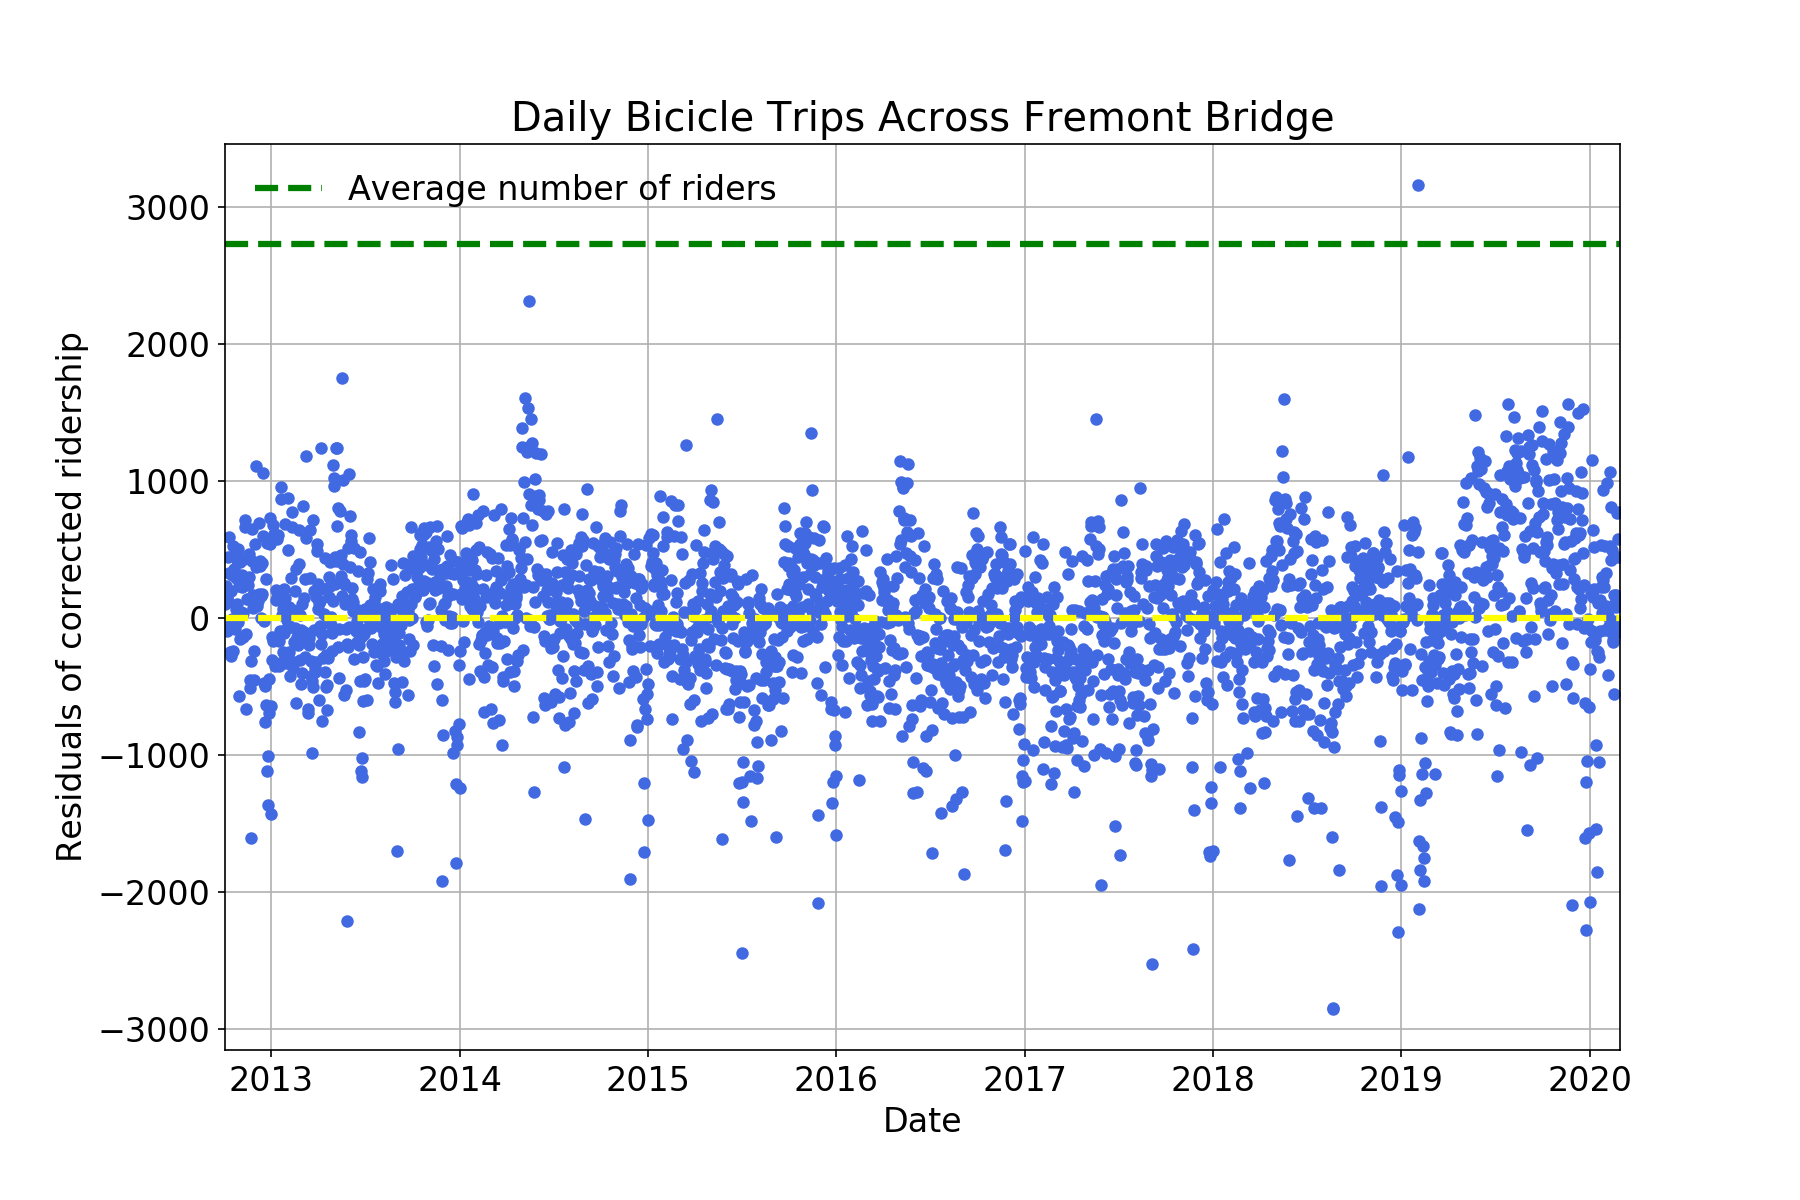 Daily Bicicle Trips Across Fremont Bridge
Average number of riders
3000
2000
1000
0
−1000
−2000
−3000
Residuals of corrected ridership
2013 2014 2015 2016 2017 2018 2019 2020
Date